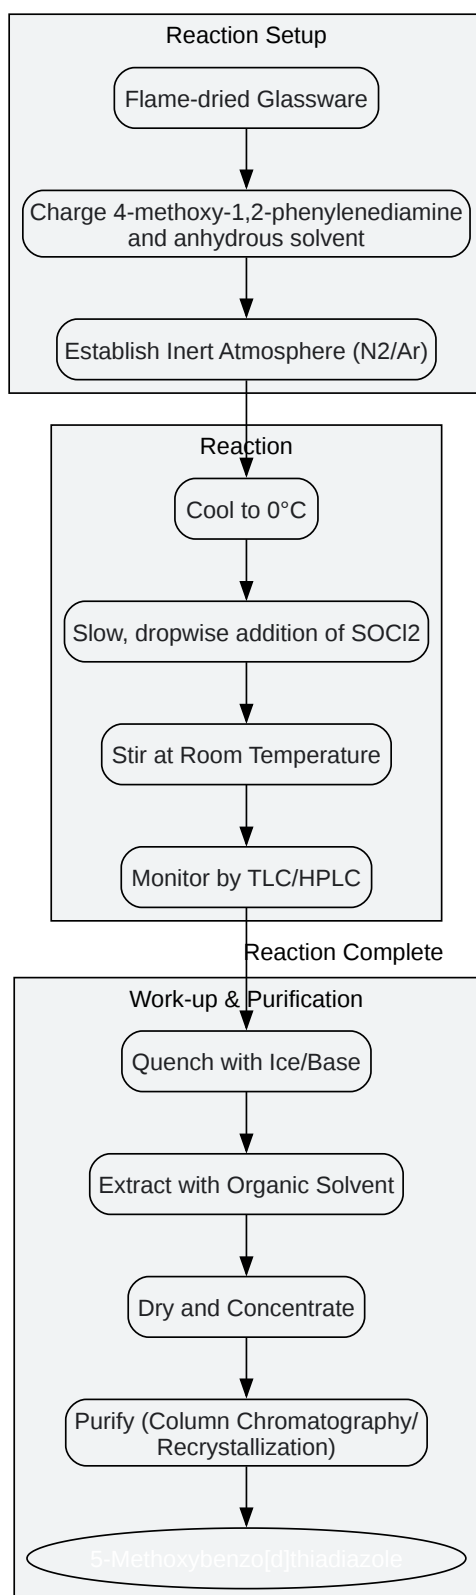 Reaction Setup
Flame-dried Glassware
Charge 4-methoxy-1,2-phenylenediamine
and anhydrous solvent
Establish Inert Atmosphere (N2/Ar)
Reaction
Cool to 0°C
Slow, dropwise addition of SOCl2
Stir at Room Temperature
Monitor by TLC/HPLC
Reaction Complete
Work-up & Purification
Quench with Ice/Base
Extract with Organic Solvent
Dry and Concentrate
Purify (Column Chromatography/
Recrystallization)
5-Methoxybenzo[d]thiadiazole